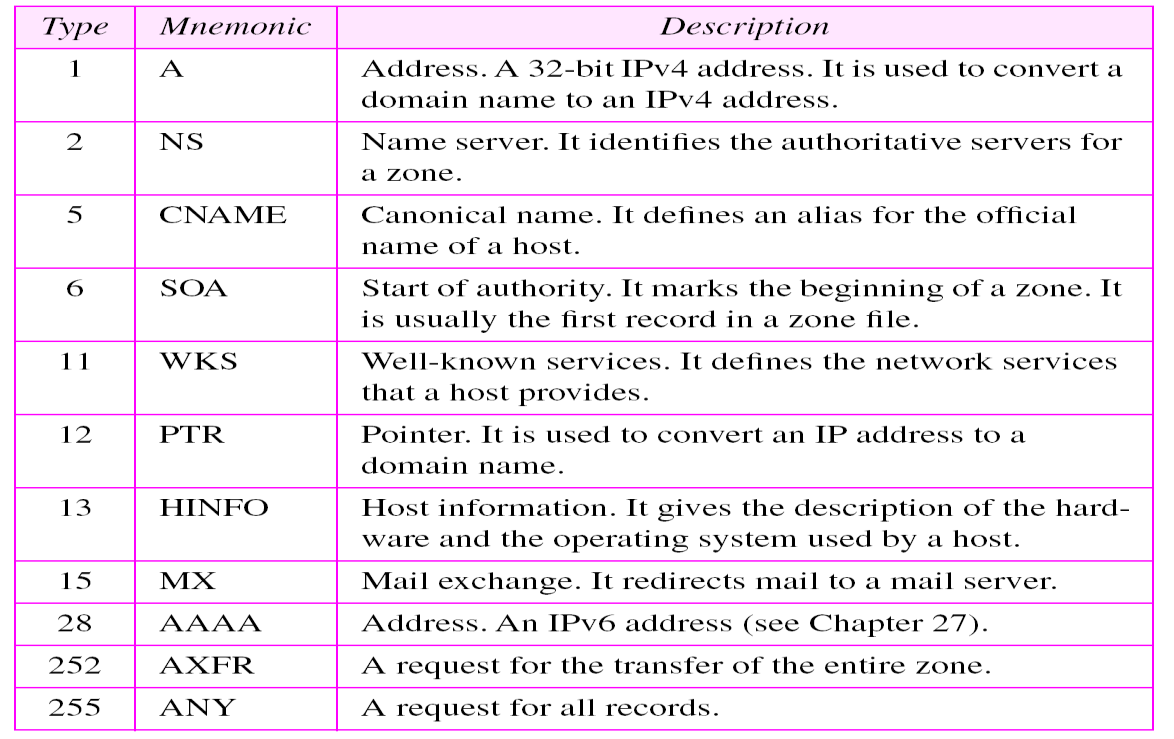 Type Mnemonic Description
1 A Address. A 32-bit IPv4 address. It is used to convert a
domain name to an IPv4 address.
2 NS Name server. It identifies the authoritative servers for
a zone.
5 CNAME Canonical name. It defines an alias for the official
name of a host.
6 SOA Start of authority. It marks the beginning of a zone. It
is usually the first record in a zone file.
11 WKS Well-known services. It defines the network services
that a host provides.
12 PTR Pointer. It is used to convert an IP address to a
domain name.
13 HINFO Host information. It gives the description of the hard-
ware and the operating system used by a host.
15 MX Mail exchange. It redirects mail to a mail server.
28 AAAA Address. An IPv6 address (see Chapter 27).
252 AXFR A request for the transfer of the entire zone.
255 ANY A request for all records.